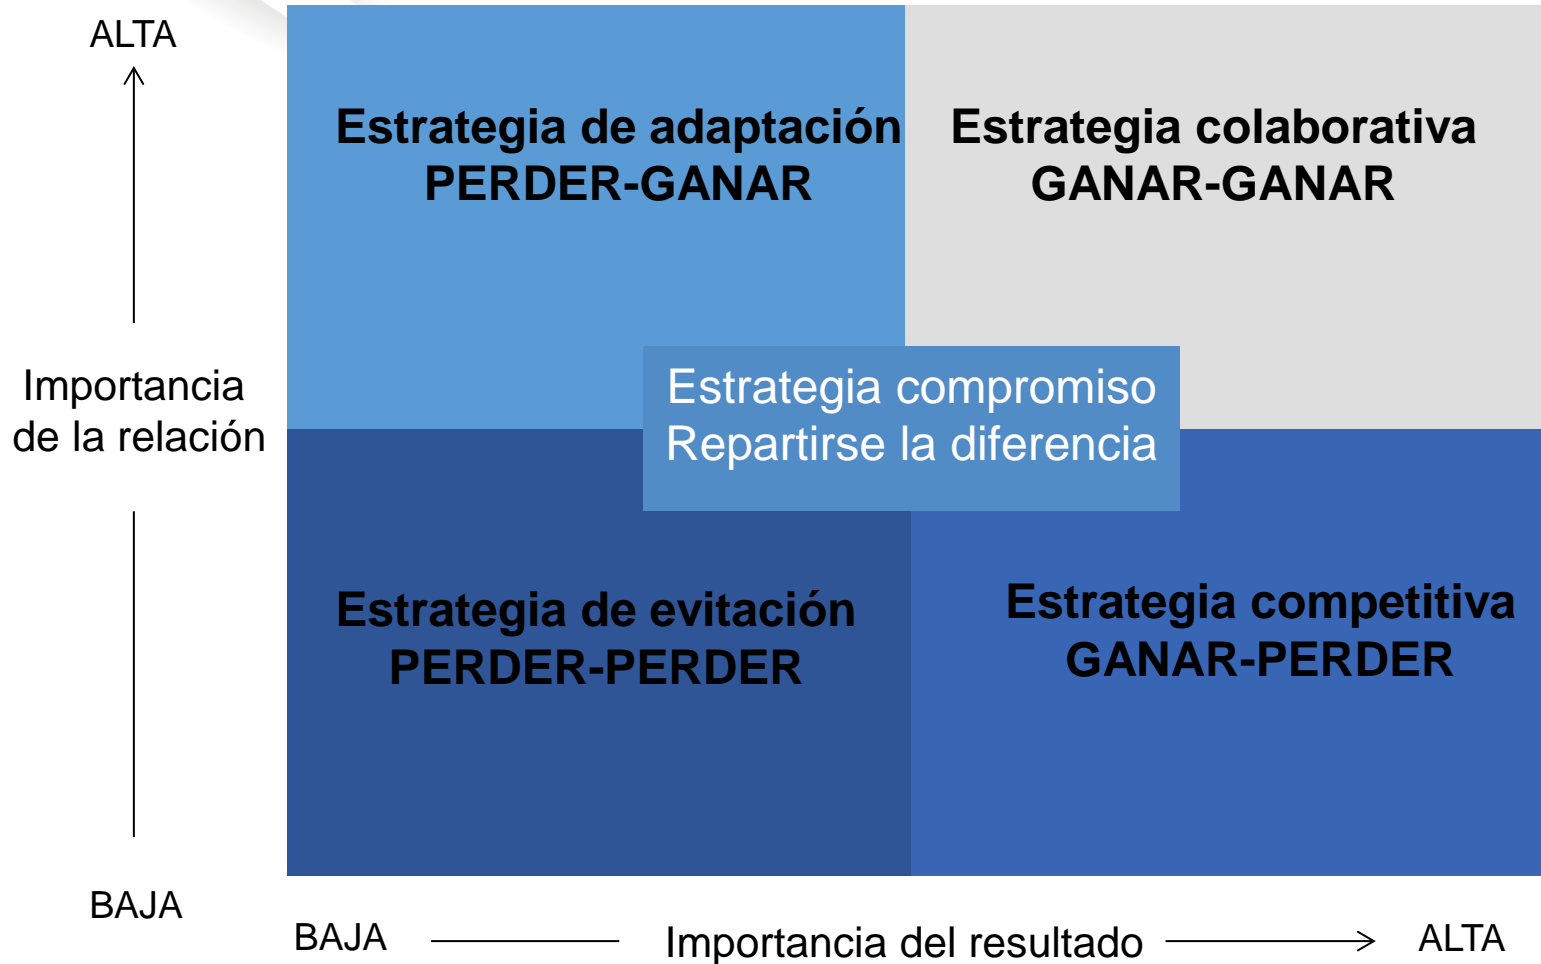 ALTA
Estrategia de adaptación
PERDER-GANAR
Estrategia colaborativa
GANAR-GANAR
Importancia
de la relación
Estrategia compromiso
Repartirse la diferencia
Estrategia de evitación
PERDER-PERDER
Estrategia competitiva
GANAR-PERDER
BAJA
BAJA
Importancia del resultado
ALTA